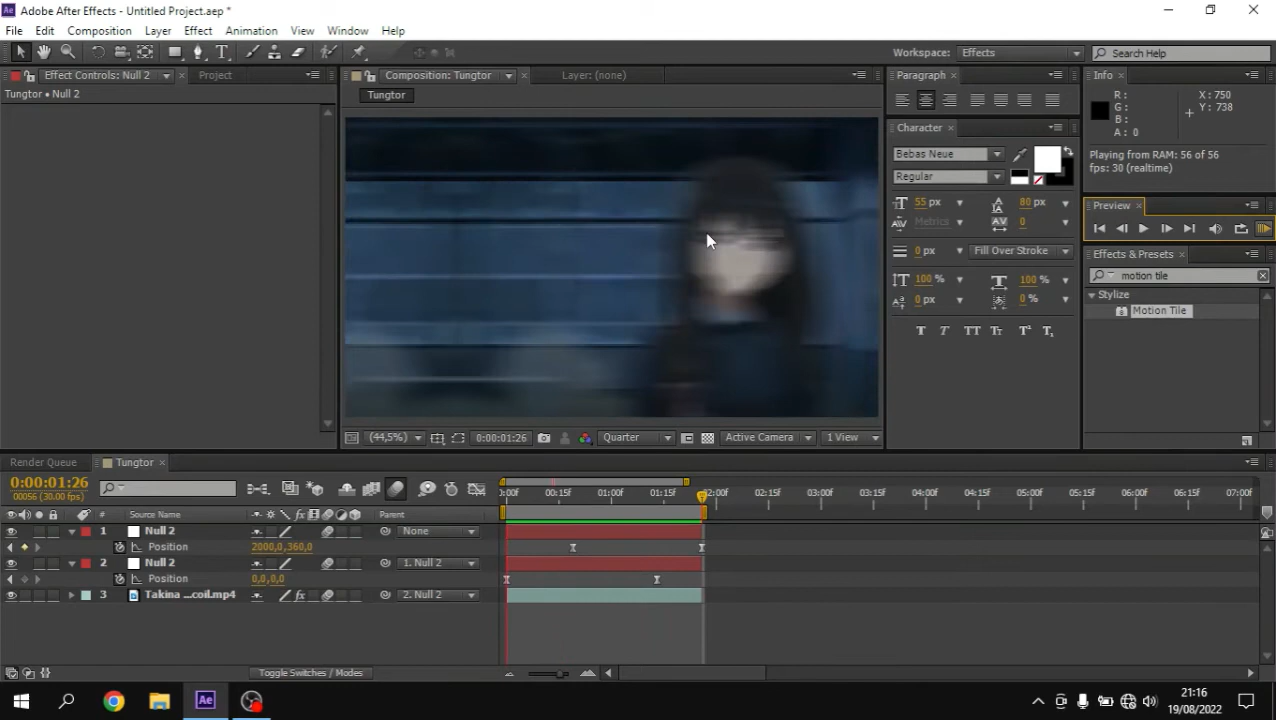 Adobe After Effects - Untitled Project.aep *
File Edit Composition Layer Effect Animation View Window Help
Workspace: Effects Search Help
Effect Controls: Null 2 Project
Tungtor • Null 2
Composition: Tungtor Layer: (none)
Tungtor
Paragraph
Character
Bebas Neue
Regular
55 px 80 px
Metrics 0
0 px Fill Over Stroke
100 % 100 %
0 px 0 %
T T TT Tr T¹ T₁
Info
R :
G :
B :
A : 0
X : 750
Y : 738
Playing from RAM: 56 of 56
fps: 30 (realtime)
Preview
Effects & Presets
motion tile
Stylize
Motion Tile
(44,5%) 0:00:01:26 Quarter Active Camera 1 View
Render Queue Tungtor
0:00:01:26
00056 (30.00 fps)
0:00f 00:15f 01:00f 01:15f 02:00f 02:15f 03:00f 03:15f 04:00f 04:15f 05:00f 05:15f 06:00f 06:15f 07:00f
# Source Name Parent
1 Null 2 None
Position 2000,0,360,0
2 Null 2 1. Null 2
Position 0,0,0,0
3 Takina ...coil.mp4 2. Null 2
Toggle Switches / Modes
21:16
19/08/2022